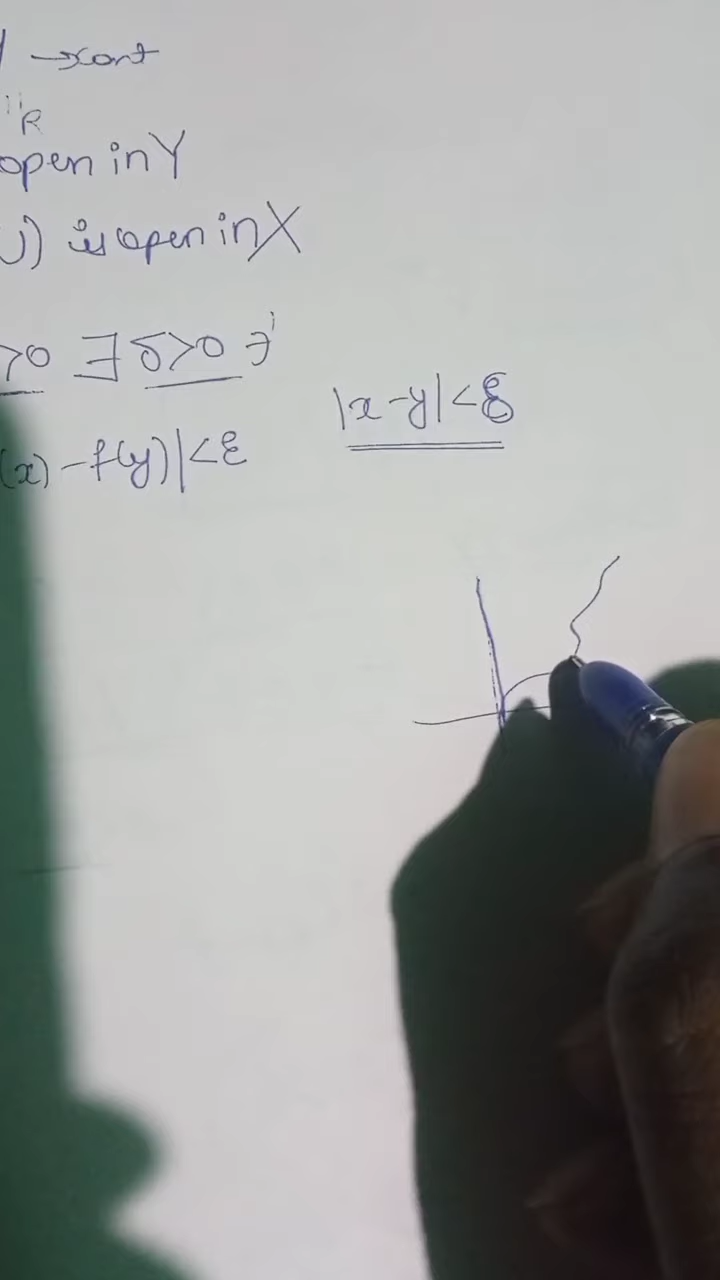 →cont
"R
open in Y
U) is open in X
>0 ∃ δ>0 ∋
|x-y|<δ
(x)-f(y)|<ε